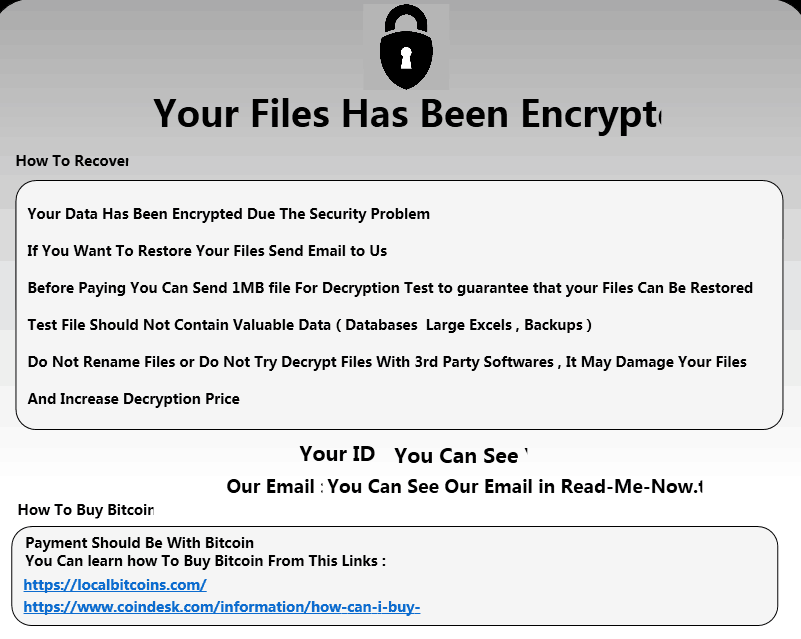 Your Files Has Been Encrypt
How To Recover
Your Data Has Been Encrypted Due The Security Problem
If You Want To Restore Your Files Send Email to Us
Before Paying You Can Send 1MB file For Decryption Test to guarantee that your Files Can Be Restored
Test File Should Not Contain Valuable Data ( Databases Large Excels , Backups )
Do Not Rename Files or Do Not Try Decrypt Files With 3rd Party Softwares , It May Damage Your Files
And Increase Decryption Price
Your ID You Can See
Our Email : You Can See Our Email in Read-Me-Now.t
How To Buy Bitcoin
Payment Should Be With Bitcoin
You Can learn how To Buy Bitcoin From This Links :
https://localbitcoins.com/
https://www.coindesk.com/information/how-can-i-buy-